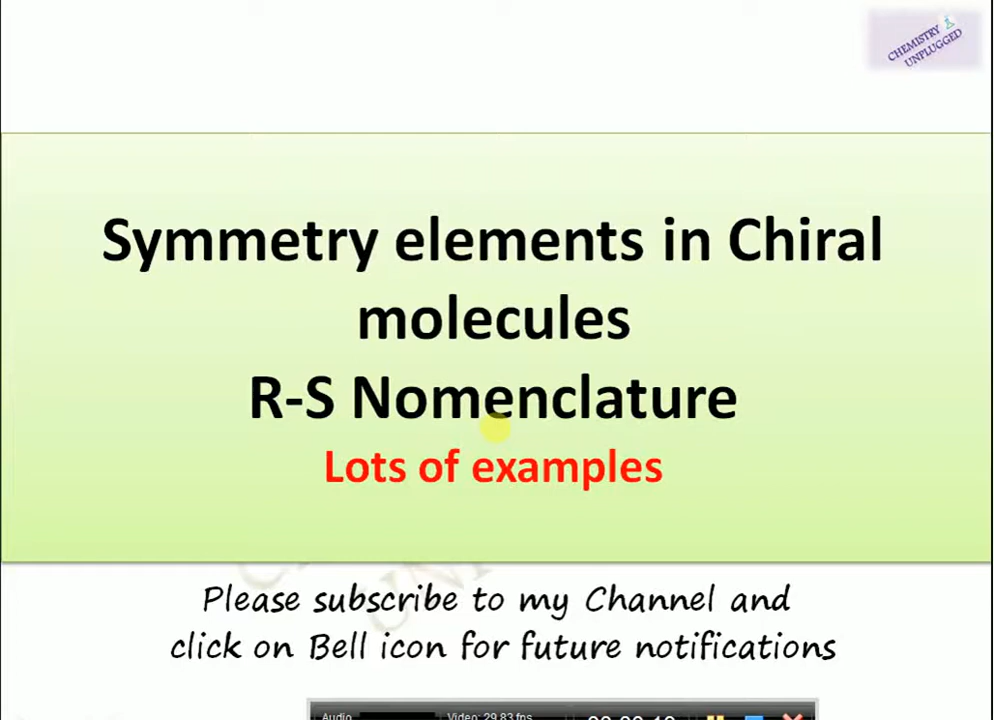 CHEMISTRY
UNPLUGGED
Symmetry elements in Chiral
molecules
R-S Nomenclature
Lots of examples
Please subscribe to my Channel and
click on Bell icon for future notifications
Audio Video: 29.83 fps